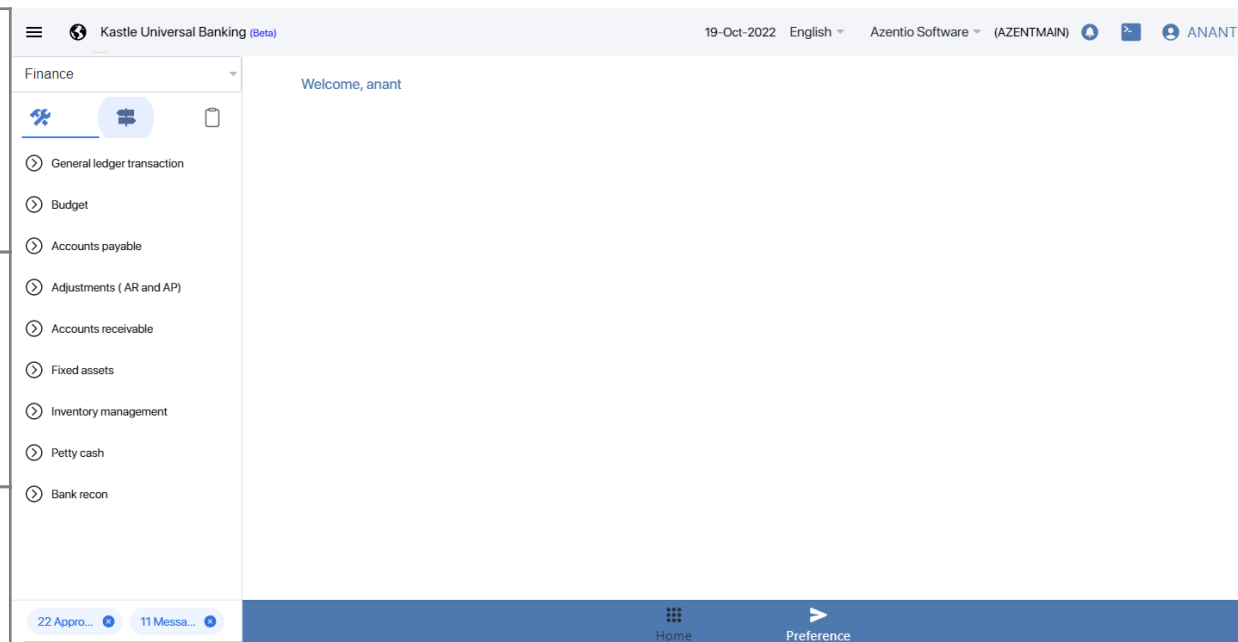 Kastle Universal Banking (Beta) 19-Oct-2022 English Azentio Software (AZENTMAIN) ANANT
Finance
Welcome, anant
General ledger transaction
Budget
Accounts payable
Adjustments ( AR and AP)
Accounts receivable
Fixed assets
Inventory management
Petty cash
Bank recon
22 Appro... 11 Messa...
Home Preference